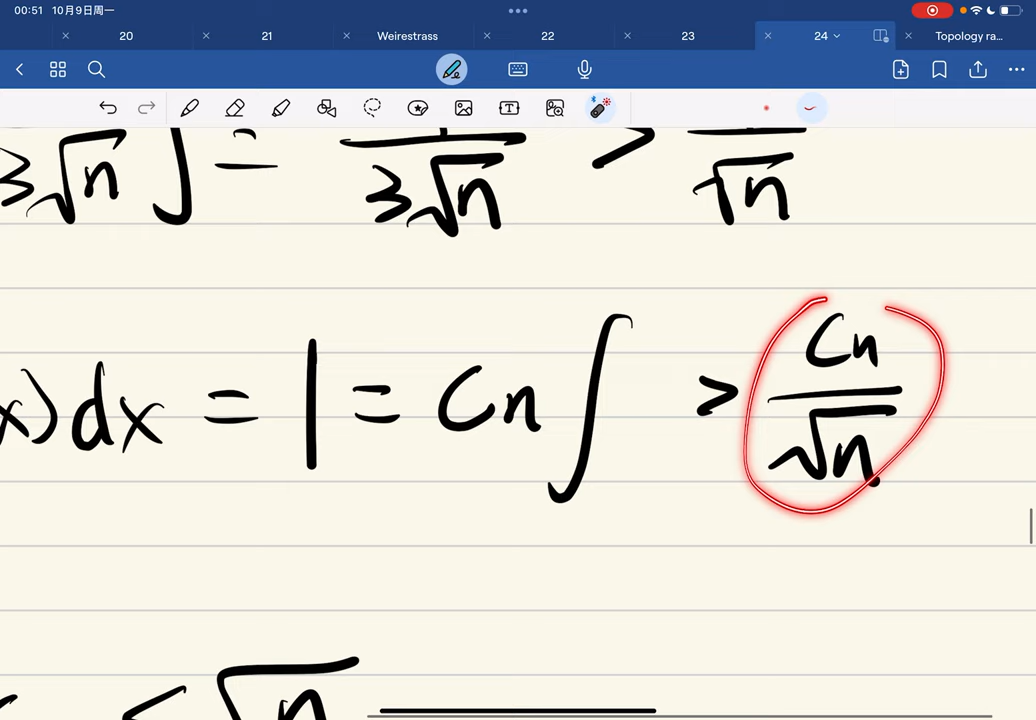 00:51 10月9日周一
20 21 Weirestrass 22 23 24 Topology ra...
3√n ] = 3√n > √n
x) dx = 1 = Cn ∫ > Cn/√n
< √n